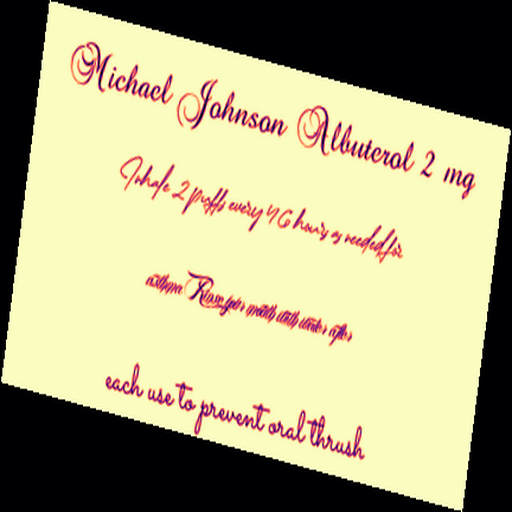 Michael Johnson Albuterol 2 mg
Inhale 2 puffs every 4 6 hours as needed for
asthma Rinse your mouth with water after
each use to prevent oral thrush